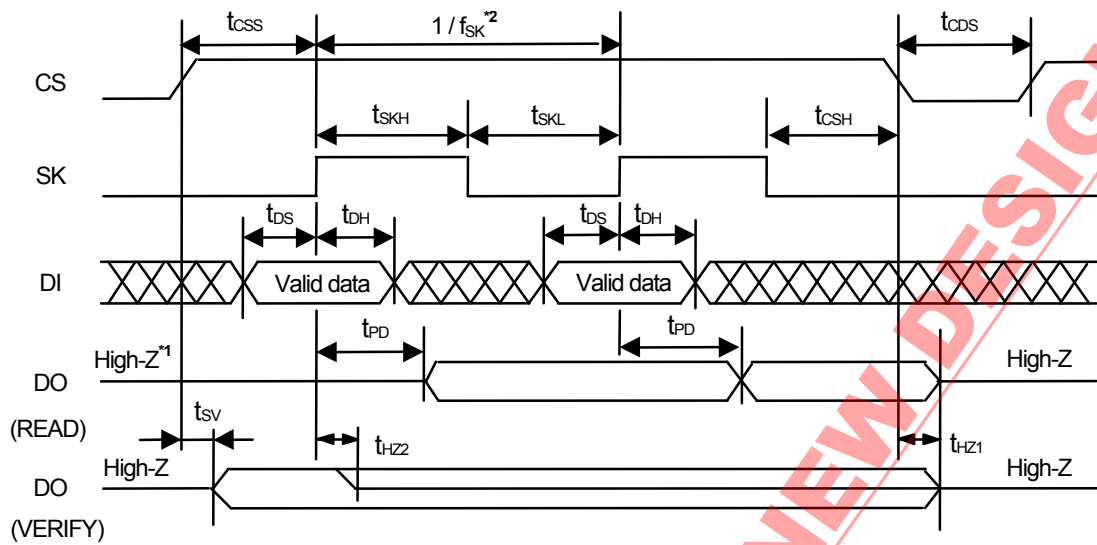 tCSS
1 / fSK*2
tCDS
CS
tSKH
tSKL
tCSH
SK
tDS
tDH
tDS
tDH
DI
Valid data
Valid data
tPD
tPD
High-Z*1
High-Z
DO
(READ)
tSV
tHZ2
tHZ1
High-Z
High-Z
DO
(VERIFY)
NEW DESIG